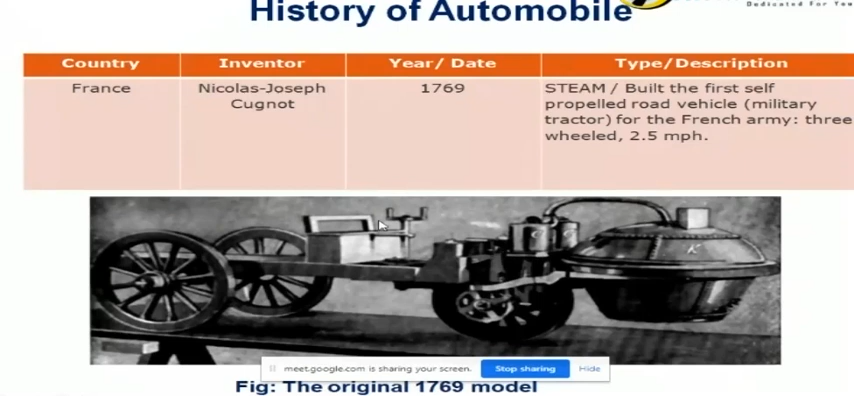 History of Automobile
Dedicated For You
Country Inventor Year/ Date Type/Description
France Nicolas-Joseph 1769 STEAM / Built the first self
Cugnot propelled road vehicle (military
tractor) for the French army: three
wheeled, 2.5 mph.
K
meet.google.com is sharing your screen. Stop sharing Hide
Fig: The original 1769 model